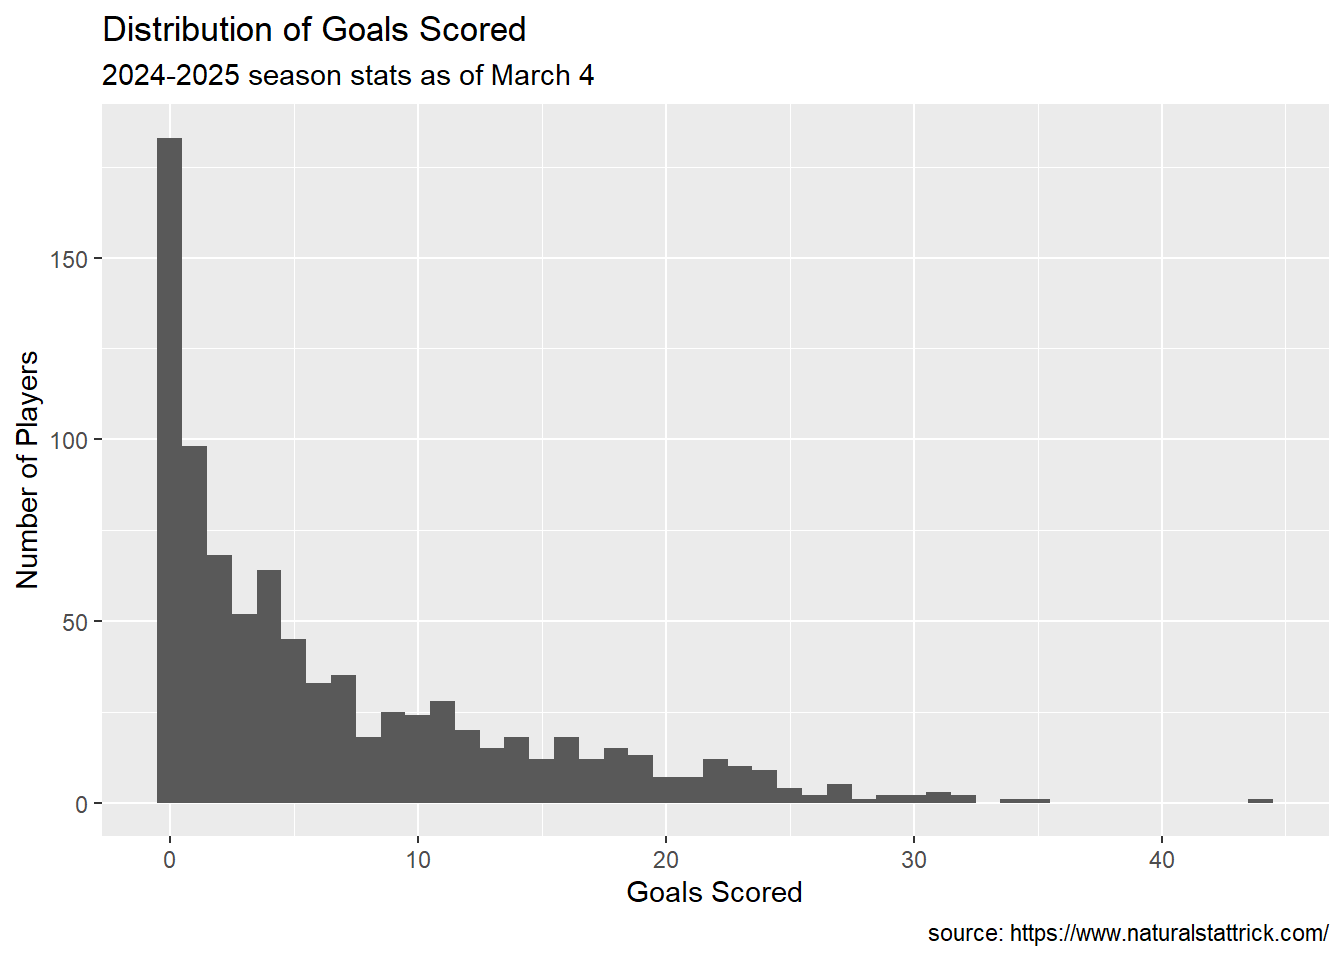 Distribution of Goals Scored
2024-2025 season stats as of March 4
Number of Players
150
100
50
0
0 10 20 30 40
Goals Scored
source: https://www.naturalstattrick.com/